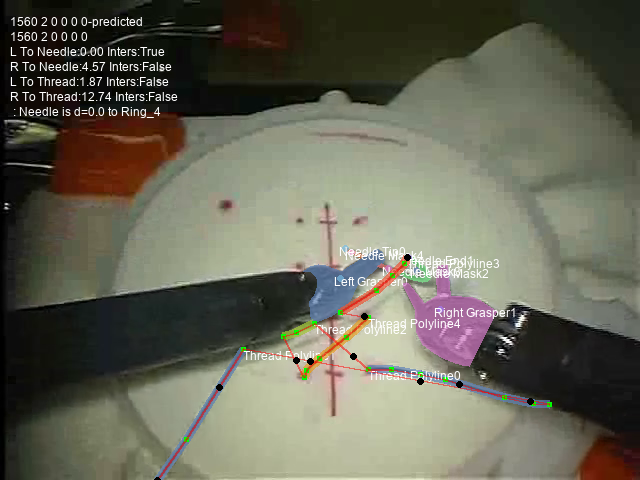 1560 2 0 0 0 0-predicted
1560 2 0 0 0 0
L To Needle:0.00 Inters:True
R To Needle:4.57 Inters:False
L To Thread:1.87 Inters:False
R To Thread:12.74 Inters:False
: Needle is d=0.0 to Ring_4
Needle Tip0
Thread Polyline3
Mask2
Left Grasper0
Right Grasper1
Thread Polyline2
Thread Polyline4
Thread Polyline1
Thread Polyline0